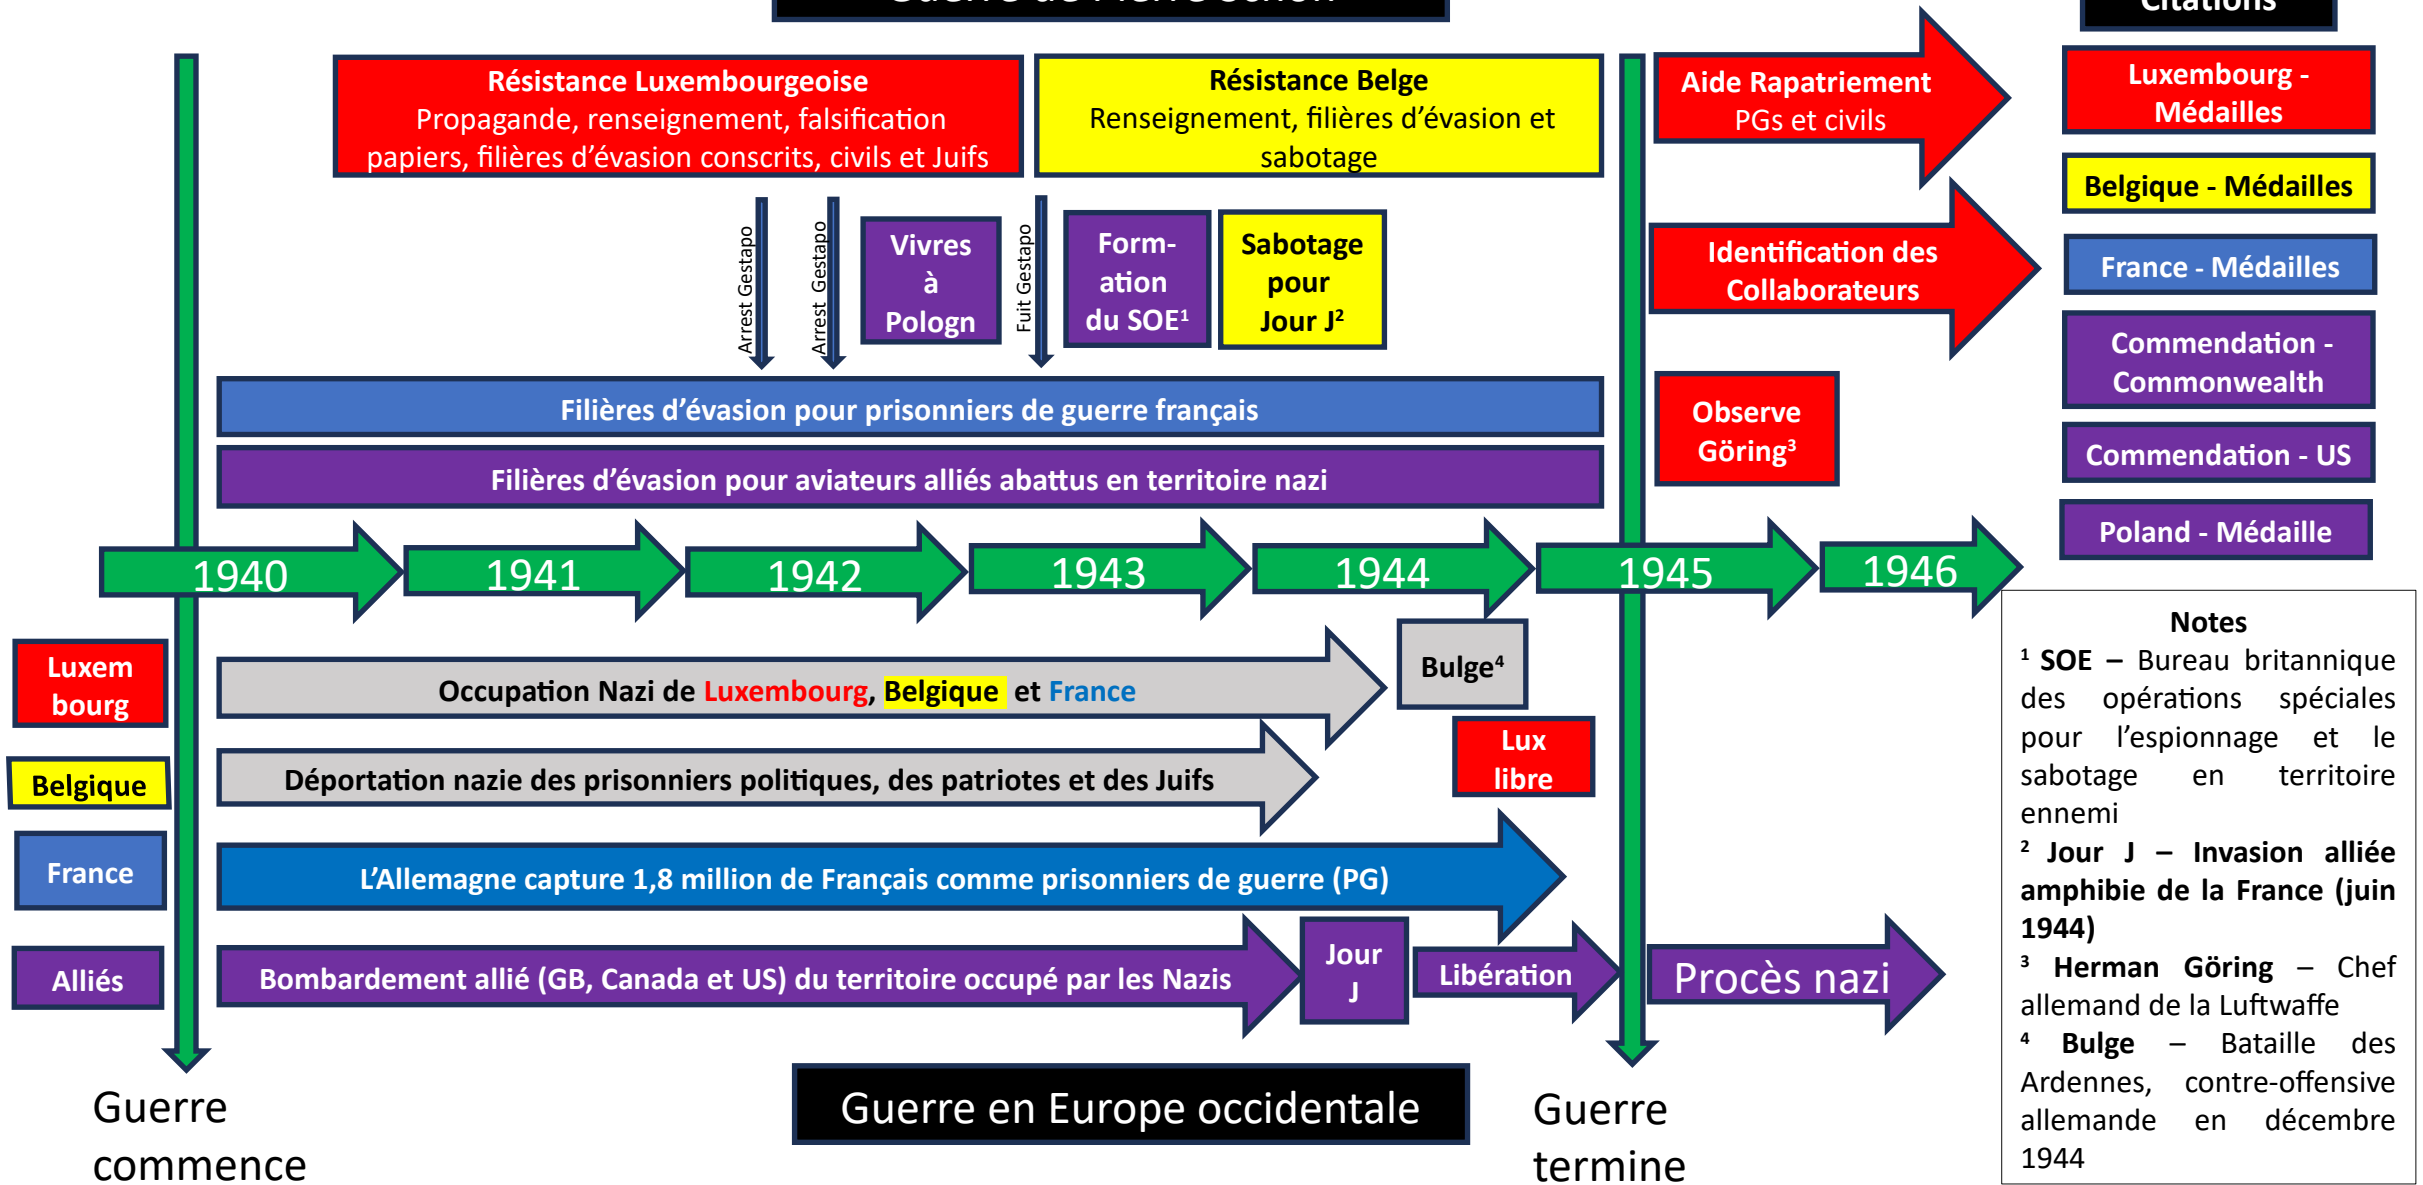 Citations
Résistance Luxembourgeoise
Propagande, renseignement, falsification
papiers, filières d'évasion conscrits, civils et Juifs
Résistance Belge
Renseignement, filières d'évasion et
sabotage
Aide Rapatriement
PGs et civils
Luxembourg -
Médailles
Belgique - Médailles
France - Médailles
Commendation -
Commonwealth
Commendation - US
Poland - Médaille
Arrest Gestapo
Arrest Gestapo
Vivres
à
Pologn
Fuit Gestapo
Form-
ation
du SOE¹
Sabotage
pour
Jour J²
Identification des
Collaborateurs
Filières d'évasion pour prisonniers de guerre français
Observe
Göring³
Filières d'évasion pour aviateurs alliés abattus en territoire nazi
1940
1941
1942
1943
1944
1945
1946
Luxem
bourg
Occupation Nazi de Luxembourg, Belgique et France
Bulge⁴
Belgique
Déportation nazie des prisonniers politiques, des patriotes et des Juifs
Lux
libre
France
L'Allemagne capture 1,8 million de Français comme prisonniers de guerre (PG)
Alliés
Bombardement allié (GB, Canada et US) du territoire occupé par les Nazis
Jour
J
Libération
Procès nazi
Guerre
commence
Guerre en Europe occidentale
Guerre
termine
Notes
¹ SOE – Bureau britannique
des opérations spéciales
pour l'espionnage et le
sabotage en territoire
ennemi
² Jour J – Invasion alliée
amphibie de la France (juin
1944)
³ Herman Göring – Chef
allemand de la Luftwaffe
⁴ Bulge – Bataille des
Ardennes, contre-offensive
allemande en décembre
1944